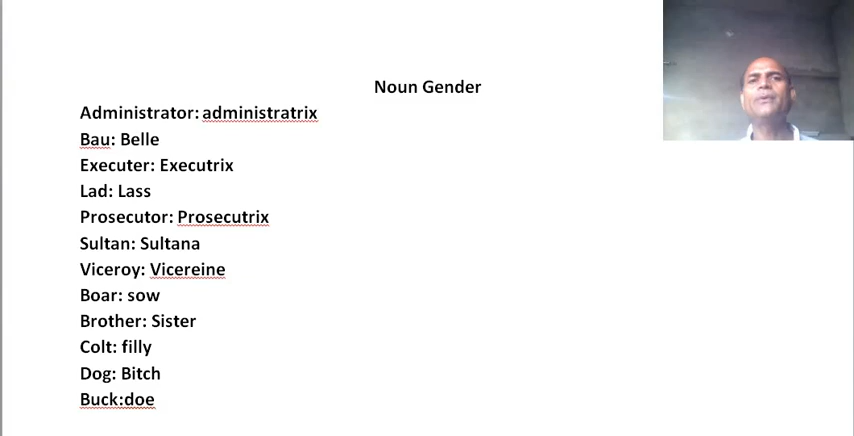 Noun Gender
Administrator: administratrix
Bau: Belle
Executer: Executrix
Lad: Lass
Prosecutor: Prosecutrix
Sultan: Sultana
Viceroy: Vicereine
Boar: sow
Brother: Sister
Colt: filly
Dog: Bitch
Buck:doe